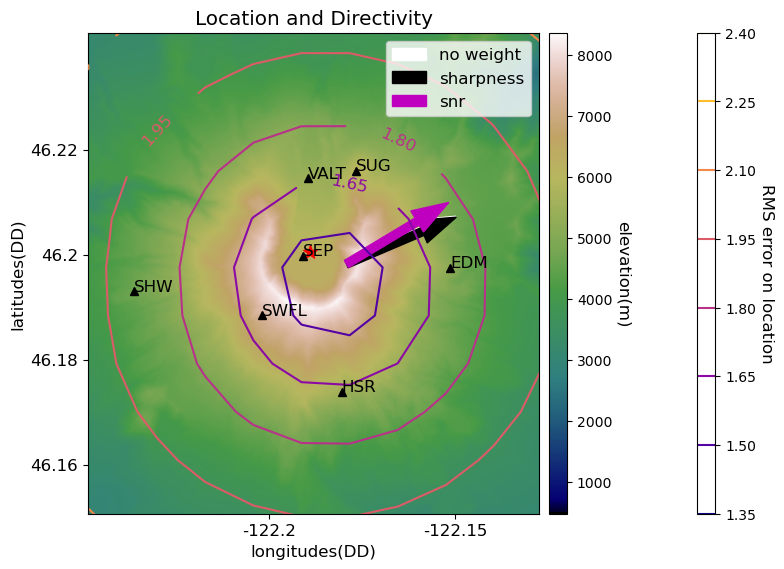 Location and Directivity
no weight
sharpness
snr
1.95
1.80
1.65
VALT
SUG
SEP
EDM
SHW
SWFL
HSR
46.22
46.2
46.18
46.16
latitudes(DD)
-122.2
-122.15
longitudes(DD)
8000
7000
6000
5000
4000
3000
2000
1000
elevation(m)
2.40
2.25
2.10
1.95
1.80
1.65
1.50
1.35
RMS error on location